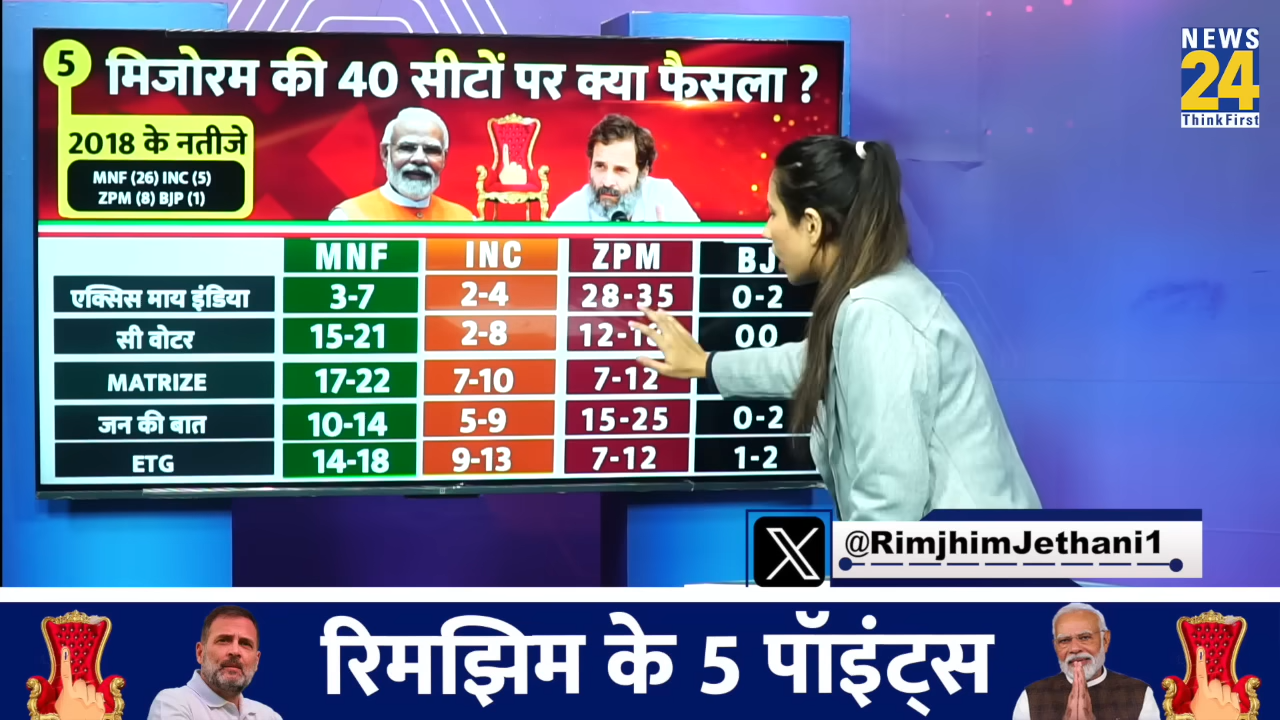 5
मिजोरम की 40 सीटों पर क्या फैसला ?
NEWS
24
ThinkFirst
2018 के नतीजे
MNF (26) INC (5)
ZPM (8) BJP (1)
MNF INC ZPM
एक्सिस माय इंडिया 3-7 2-4 28-35 0-2
सी वोटर 15-21 2-8 00
MATRIZE 17-22 7-10 7-12
जन की बात 10-14 5-9 15-25 0-2
ETG 14-18 9-13 7-12 1-2
@RimjhimJethani1
रिमझिम के 5 पॉइंट्स